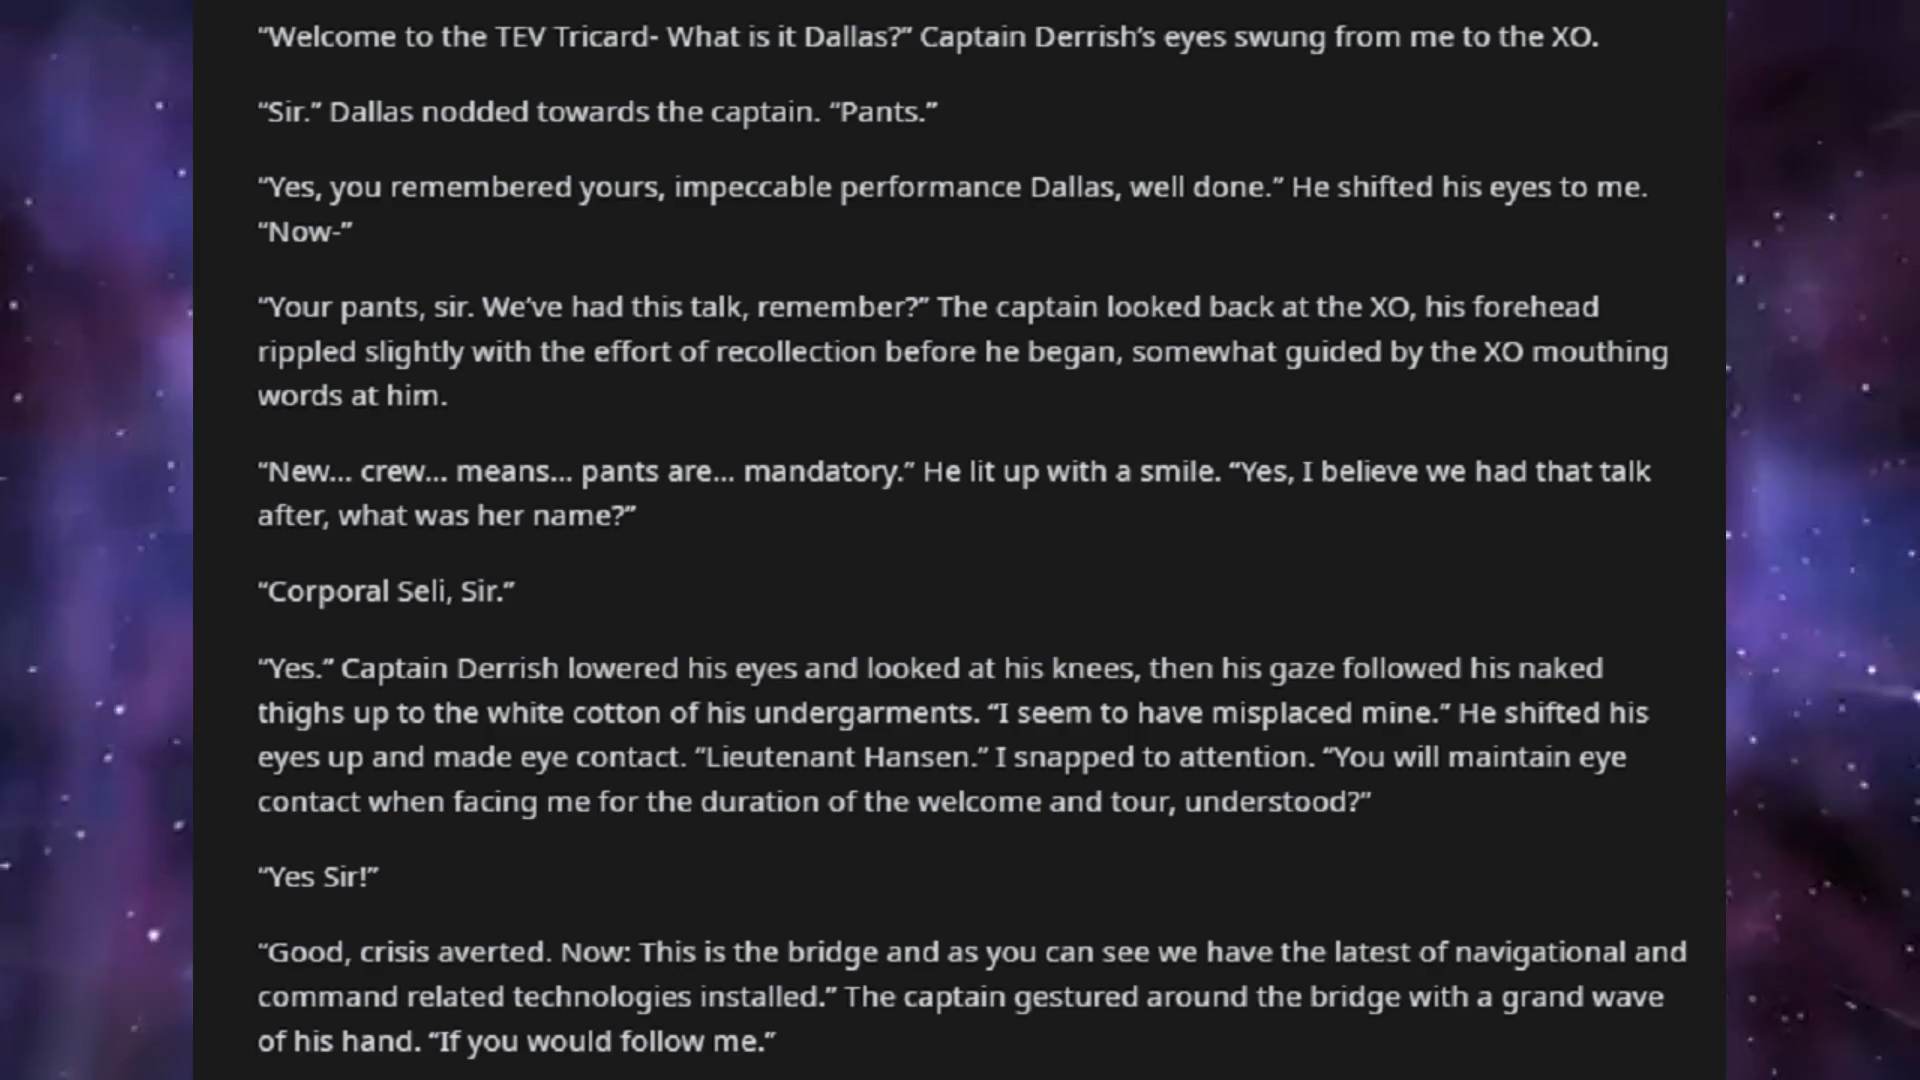 “Welcome to the TEV Tricard- What is it Dallas?” Captain Derrish’s eyes swung from me to the XO.
“Sir.” Dallas nodded towards the captain. “Pants.”
“Yes, you remembered yours, impeccable performance Dallas, well done.” He shifted his eyes to me.
“Now-”
“Your pants, sir. We’ve had this talk, remember?” The captain looked back at the XO, his forehead
rippled slightly with the effort of recollection before he began, somewhat guided by the XO mouthing
words at him.
“New... crew... means... pants are... mandatory.” He lit up with a smile. “Yes, I believe we had that talk
after, what was her name?”
“Corporal Seli, Sir.”
“Yes.” Captain Derrish lowered his eyes and looked at his knees, then his gaze followed his naked
thighs up to the white cotton of his undergarments. “I seem to have misplaced mine.” He shifted his
eyes up and made eye contact. “Lieutenant Hansen.” I snapped to attention. “You will maintain eye
contact when facing me for the duration of the welcome and tour, understood?”
“Yes Sir!”
“Good, crisis averted. Now: This is the bridge and as you can see we have the latest of navigational and
command related technologies installed.” The captain gestured around the bridge with a grand wave
of his hand. “If you would follow me.”